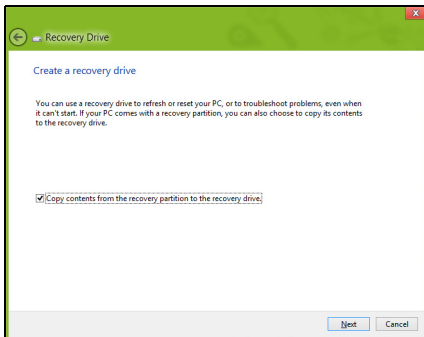 Recovery Drive
Create a recovery drive
You can use a recovery drive to refresh or reset your PC, or to troubleshoot problems, even when
it can't start. If your PC comes with a recovery partition, you can also choose to copy its contents
to the recovery drive.
Copy contents from the recovery partition to the recovery drive.
Next Cancel